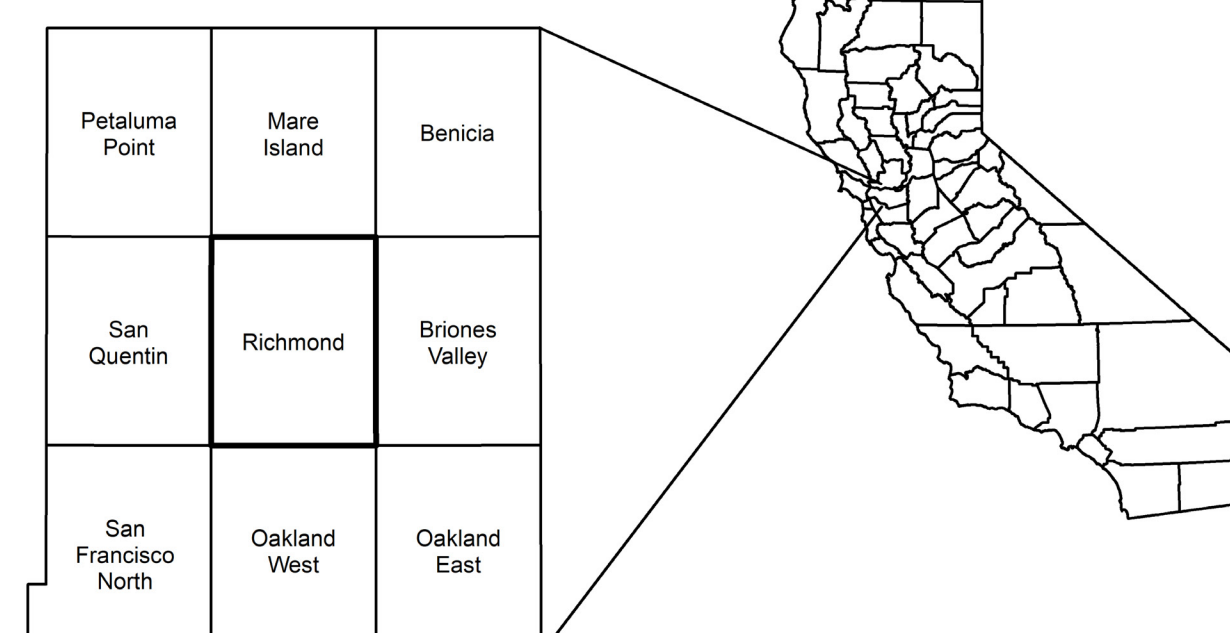 Petaluma
Point
Mare
Island
Benicia
San
Quentin
Richmond
Briones
Valley
San
Francisco
North
Oakland
West
Oakland
East